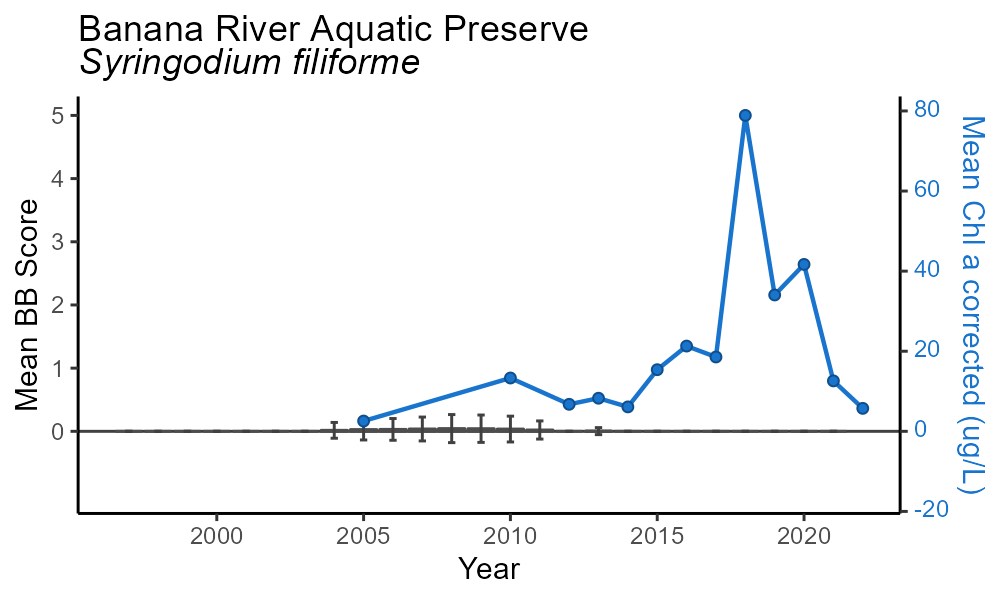 Banana River Aquatic Preserve
Syringodium filiforme
Mean BB Score
5
4
3
2
1
0
80
60
40
20
0
-20
Mean Chl a corrected (ug/L)
2000 2005 2010 2015 2020
Year